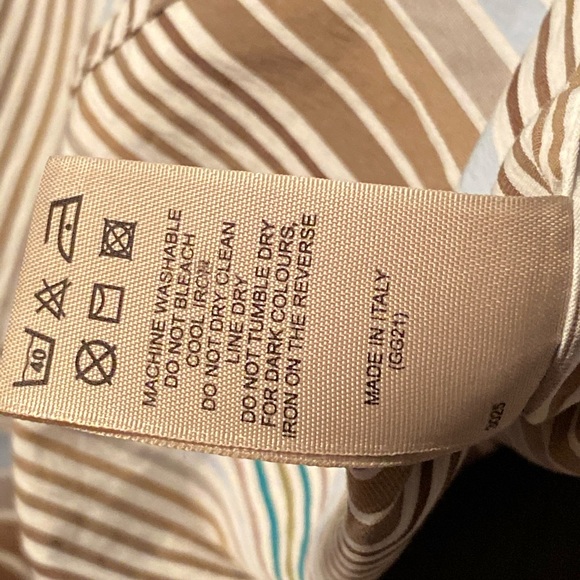 40
MACHINE WASHABLE
DO NOT BLEACH
COOL IRON
DO NOT DRY CLEAN
LINE DRY
DO NOT TUMBLE DRY
FOR DARK COLOURS,
IRON ON THE REVERSE
MADE IN ITALY
(GG21)